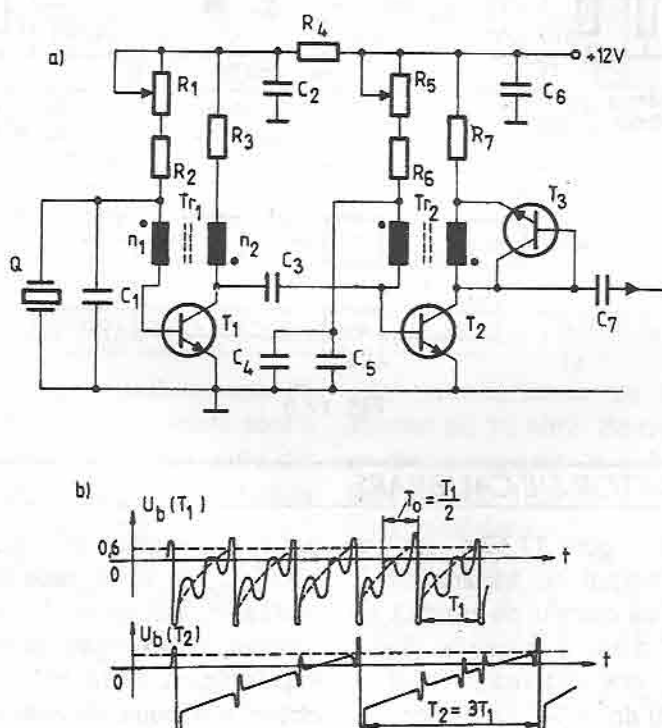 a)
R4
+12V
R1
C2
R5
C6
R3
R7
R2
R6
Tr1
Tr2
T3
n1
n2
C3
Q
C1
T1
T2
C7
C4
C5
b)
Ub(T1)
T0 = T1/2
0,6
0
t
T1
Ub(T2)
0
t
T2 = 3T1